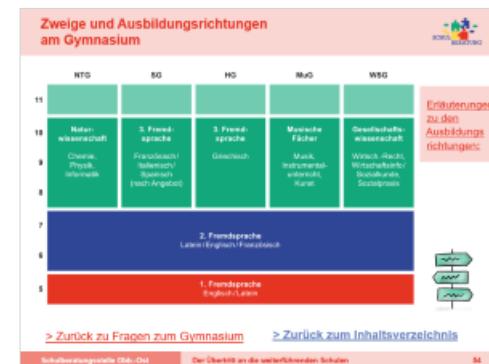 Zweige und Ausbildungsrichtungen
am Gymnasium
NTG SG HG MuG WSG
11
10
9
8
Natur-
wissenschaft
Chemie,
Physik,
Informatik
3. Fremd-
sprache
Französisch/
Italienisch/
Spanisch
(nach Angebot)
3. Fremd-
sprache
Griechisch
Musische
Fächer
Musik,
Instrumental-
unterricht,
Kunst
Gesellschafts-
wissenschaft
Wirtsch.-Recht,
Wirtschaftsinfo/
Sozialkunde,
Sozialpraxis
Erläuterungen
zu den
Ausbildungs
richtungen:
7
6
2. Fremdsprache
Latein/Englisch/Französisch
5
1. Fremdsprache
Englisch/Latein
> Zurück zu Fragen zum Gymnasium
> Zurück zum Inhaltsverzeichnis
Schulberatungsstelle Obb.-Ost
Der Übertritt an die weiterführenden Schulen